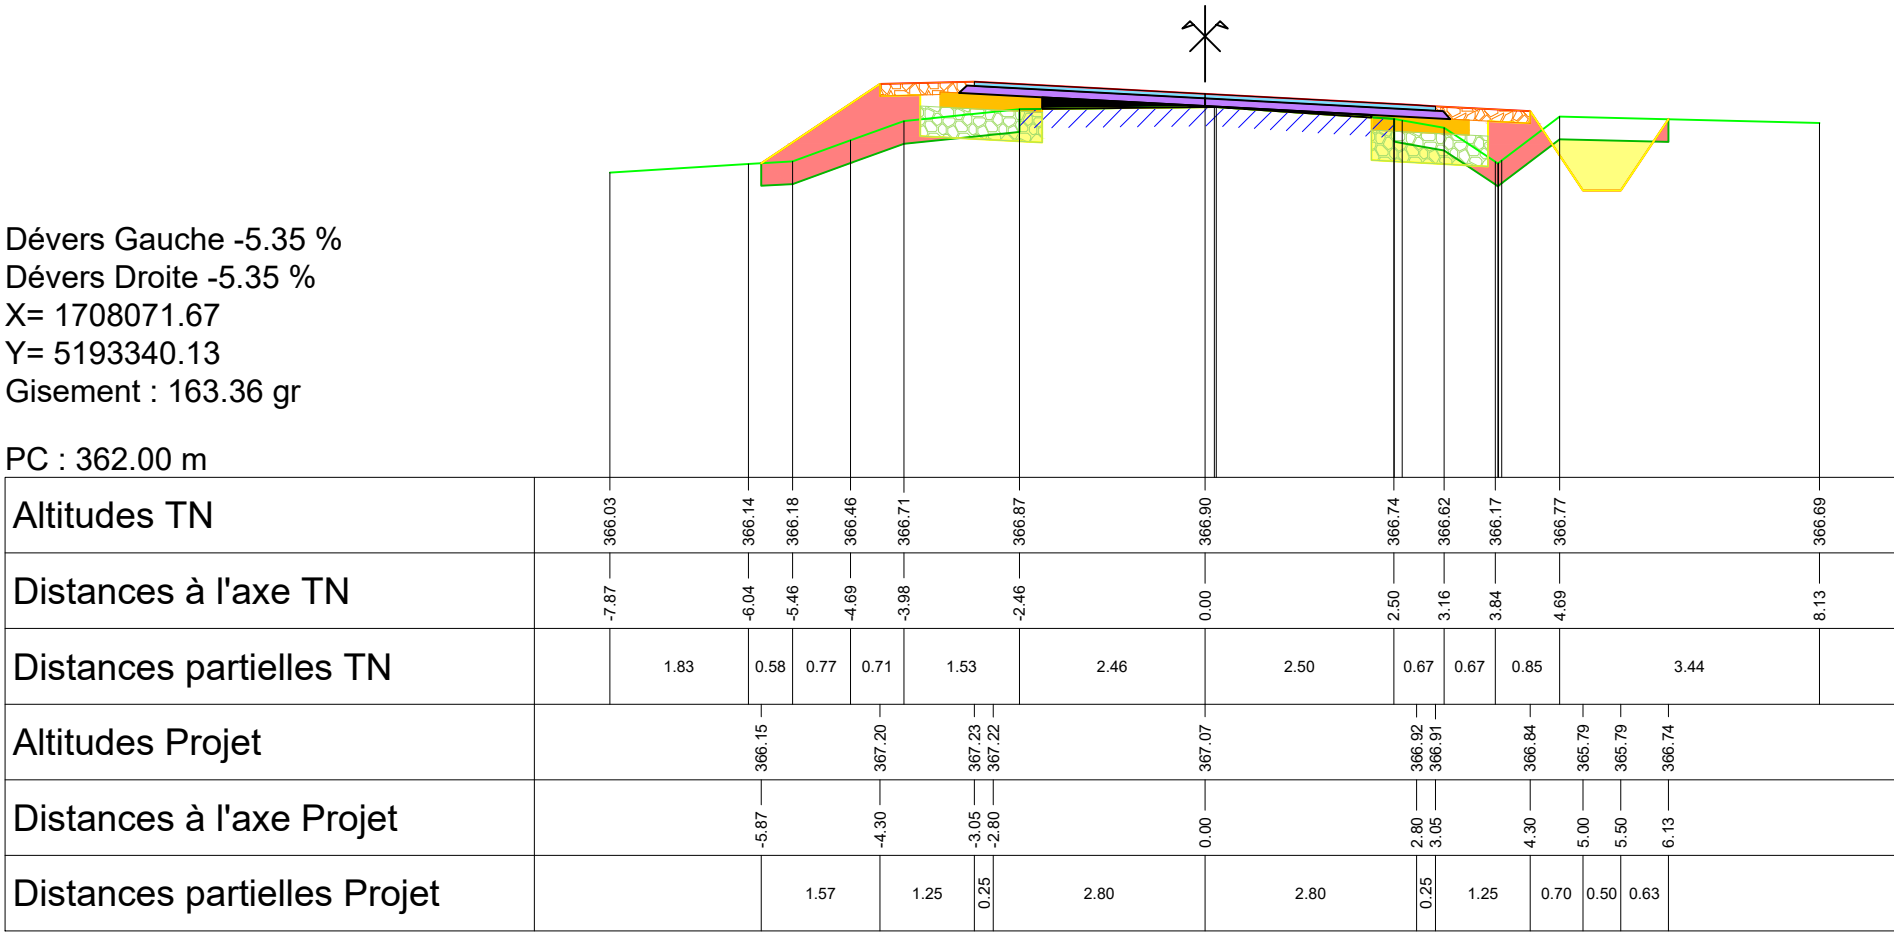 Dévers Gauche -5.35 %
Dévers Droite -5.35 %
X= 1708071.67
Y= 5193340.13
Gisement : 163.36 gr
PC : 362.00 m
Altitudes TN 366.03 366.14 366.18 366.46 366.71 366.87 366.90 366.74 366.62 366.17 366.77 366.69
Distances à l'axe TN -7.87 -6.04 -5.46 -4.69 -3.98 -2.46 0.00 2.50 3.16 3.84 4.69 8.13
Distances partielles TN 1.83 0.58 0.77 0.71 1.53 2.46 2.50 0.67 0.67 0.85 3.44
Altitudes Projet 366.15 367.20 367.23 367.22 367.07 366.92 366.91 366.84 365.79 365.79 366.74
Distances à l'axe Projet -5.87 -4.30 -3.05 -2.80 0.00 2.80 3.05 4.30 5.00 5.50 6.13
Distances partielles Projet 1.57 1.25 0.25 2.80 2.80 0.25 1.25 0.70 0.50 0.63